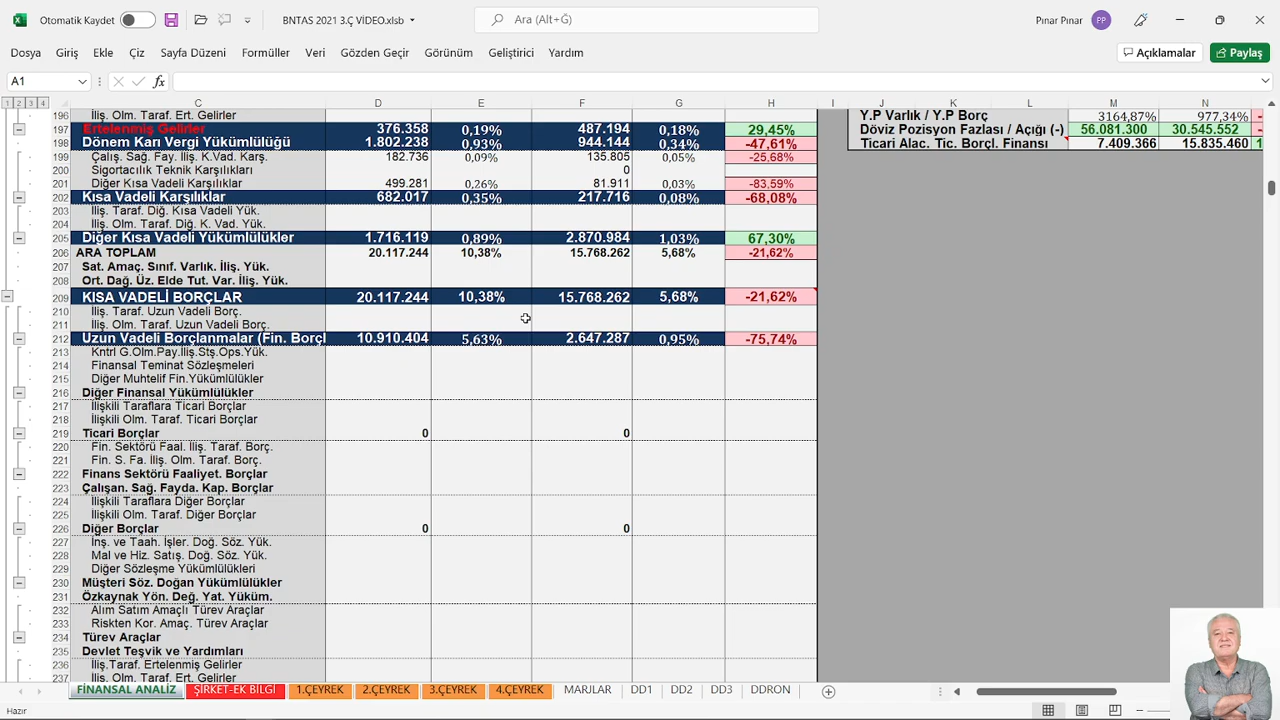 Otomatik Kaydet
BNTAS 2021 3.Ç VİDEO.xlsb
Ara (Alt+G)
Pınar Pınar
PP
Dosya Giriş Ekle Çiz Sayfa Düzeni Formüller Veri Gözden Geçir Görünüm Geliştirici Yardım
Açıklamalar
Paylaş
A1
fx
1 2 3 4
C D E F G H I J K L M N
196 İliş. Olm. Taraf. Ert. Gelirler
Y.P Varlık / Y.P Borç 3164,87% 977,34%
197 Ertelenmiş Gelirler 376.358 0,19% 487.194 0,18% 29,45%
Döviz Pozisyon Fazlası / Açığı (-) 56.081.300 30.545.552
198 Dönem Karı Vergi Yükümlülüğü 1.802.238 0,93% 944.144 0,34% -47,61%
Ticari Alac. Tic. Borçl. Finansı 7.409.366 15.835.460
199 Çalış. Sağ. Fay. İliş. K.Vad. Karş. 182.736 0,09% 135.805 0,05% -25,68%
200 Sigortacılık Teknik Karşılıkları 0
201 Diğer Kısa Vadeli Karşılıklar 499.281 0,26% 81.911 0,03% -83,59%
202 Kısa Vadeli Karşılıklar 682.017 0,35% 217.716 0,08% -68,08%
203 İliş. Taraf. Diğ. Kısa Vadeli Yük.
204 İliş. Olm. Taraf. Diğ. K. Vad. Yük.
205 Diğer Kısa Vadeli Yükümlülükler 1.716.119 0,89% 2.870.984 1,03% 67,30%
206 ARA TOPLAM 20.117.244 10,38% 15.768.262 5,68% -21,62%
207 Sat. Amaç. Sınıf. Varlık. İliş. Yük.
208 Ort. Dağ. Üz. Elde Tut. Var. İliş. Yük.
209 KISA VADELİ BORÇLAR 20.117.244 10,38% 15.768.262 5,68% -21,62%
210 İliş. Taraf. Uzun Vadeli Borç.
211 İliş. Olm. Taraf. Uzun Vadeli Borç.
212 Uzun Vadeli Borçlanmalar (Fin. Borçl 10.910.404 5,63% 2.647.287 0,95% -75,74%
213 Kntrl G.Olm.Pay.İliş.Stş.Ops.Yük.
214 Finansal Teminat Sözleşmeleri
215 Diğer Muhtelif Fin.Yükümlülükler
216 Diğer Finansal Yükümlülükler
217 İlişkili Taraflara Ticari Borçlar
218 İlişkili Olm. Taraf. Ticari Borçlar
219 Ticari Borçlar 0 0
220 Fin. Sektörü Faal. İliş. Taraf. Borç.
221 Fin. S. Fa. İliş. Olm. Taraf. Borç.
222 Finans Sektörü Faaliyet. Borçlar
223 Çalışan. Sağ. Fayda. Kap. Borçlar
224 İlişkili Taraflara Diğer Borçlar
225 İlişkili Olm. Taraf. Diğer Borçlar
226 Diğer Borçlar 0 0
227 İnş. ve Taah. İşler. Doğ. Söz. Yük.
228 Mal ve Hiz. Satış. Doğ. Söz. Yük.
229 Diğer Sözleşme Yükümlülükleri
230 Müşteri Söz. Doğan Yükümlülükler
231 Özkaynak Yön. Değ. Yat. Yüküm.
232 Alım Satım Amaçlı Türev Araçlar
233 Riskten Kor. Amaç. Türev Araçlar
234 Türev Araçlar
235 Devlet Teşvik ve Yardımları
236 İliş.Taraf. Ertelenmiş Gelirler
237 İliş. Olm. Taraf. Ert. Gelirler
FİNANSAL ANALİZ ŞİRKET-EK BİLGİ 1.ÇEYREK 2.ÇEYREK 3.ÇEYREK 4.ÇEYREK MARJLAR DD1 DD2 DD3 DDRON
Hazır